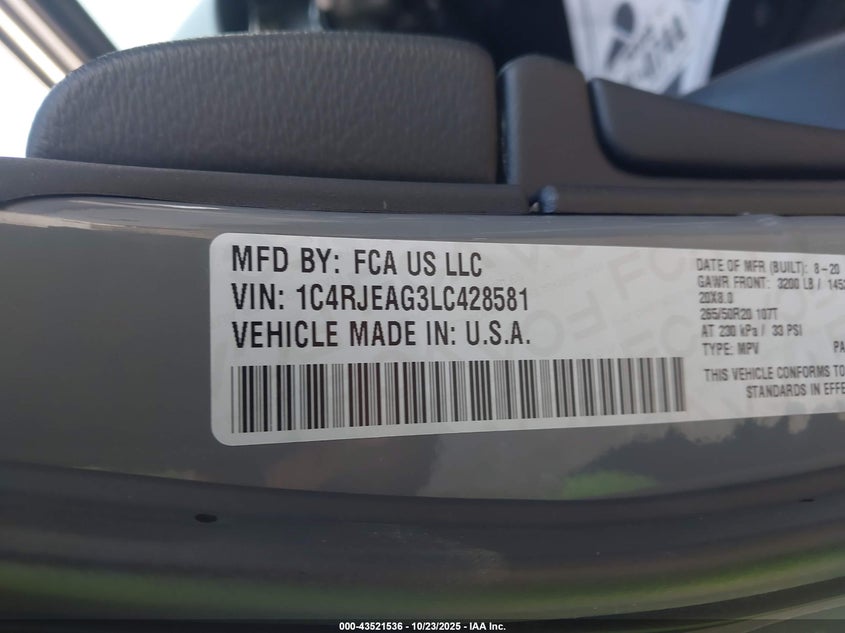 MFD BY: FCA US LLC
VIN: 1C4RJEAG3LC428581
VEHICLE MADE IN: U.S.A.
DATE OF MFR (BUILT): 8-20
GAWR FRONT: 3200 LB / 145
20X8.0
265/50R20 107T
AT 230 kPa / 33 PSI
TYPE: MPV PA
THIS VEHICLE CONFORMS TO
STANDARDS IN EFFE
000-43521536 - 10/23/2025 - IAA Inc.